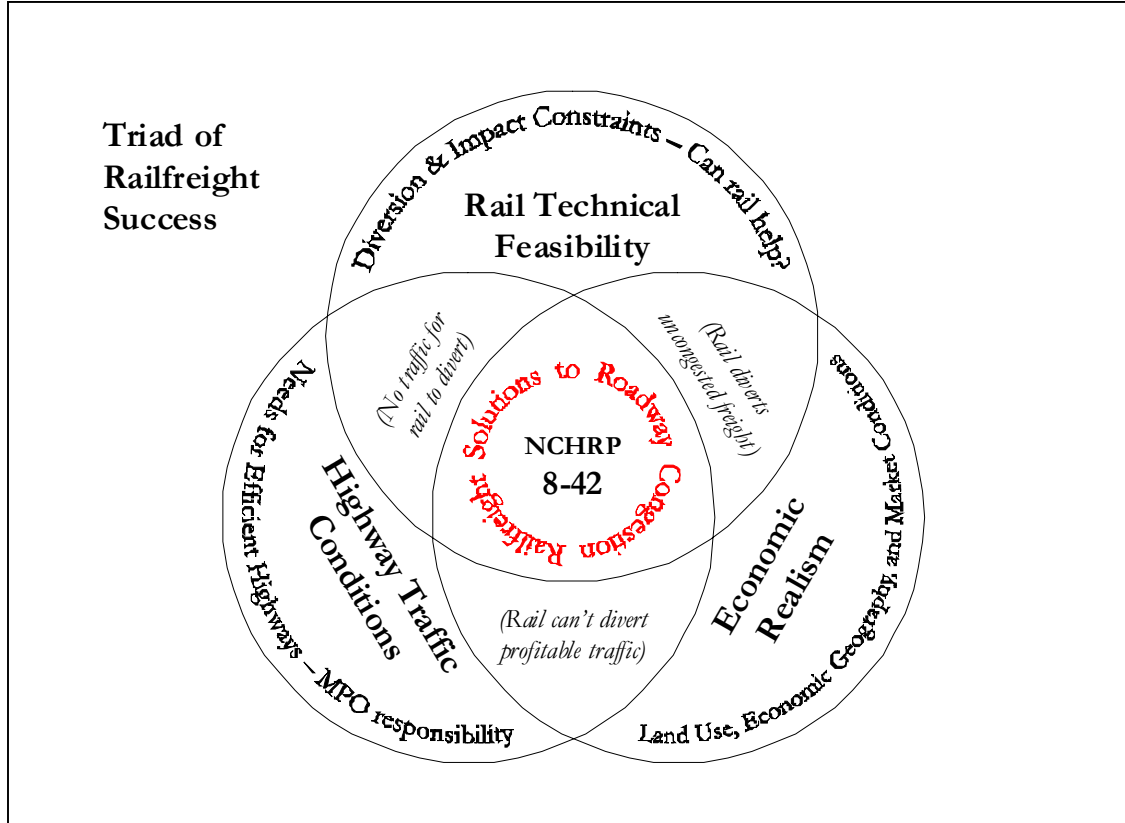 Triad of
Railfreight
Success
Diversion & Impact Constraints – Can rail help?
Rail Technical
Feasibility
(No traffic for
rail to divert)
(Rail diverts
uncongested freight)
Railfreight Solutions to Roadway Congestion
NCHRP
8-42
Needs for Efficient Highways – MPO responsibility
Highway Traffic
Conditions
Economic
Realism
Land Use, Economic Geography, and Market Conditions
(Rail can't divert
profitable traffic)